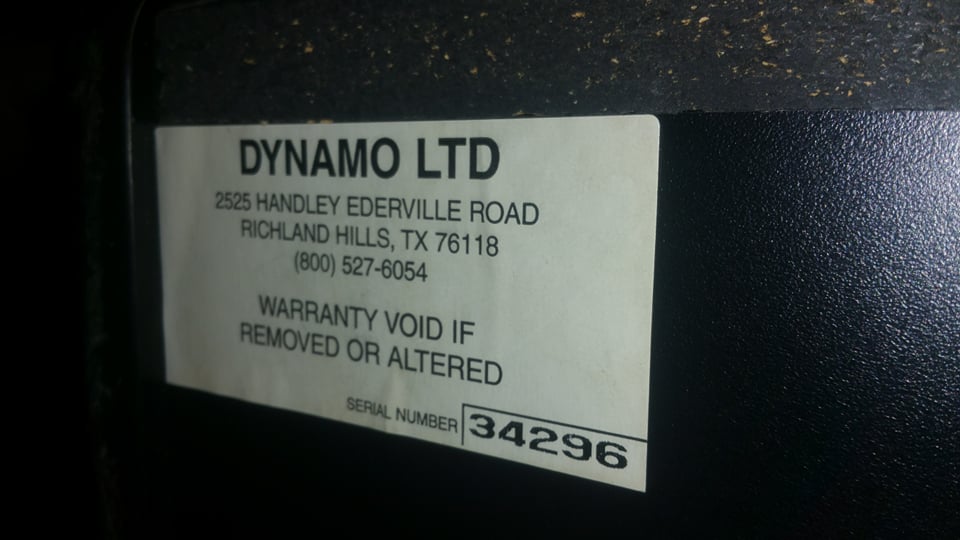 DYNAMO LTD
2525 HANDLEY EDERVILLE ROAD
RICHLAND HILLS, TX 76118
(800) 527-6054
WARRANTY VOID IF
REMOVED OR ALTERED
SERIAL NUMBER 34296